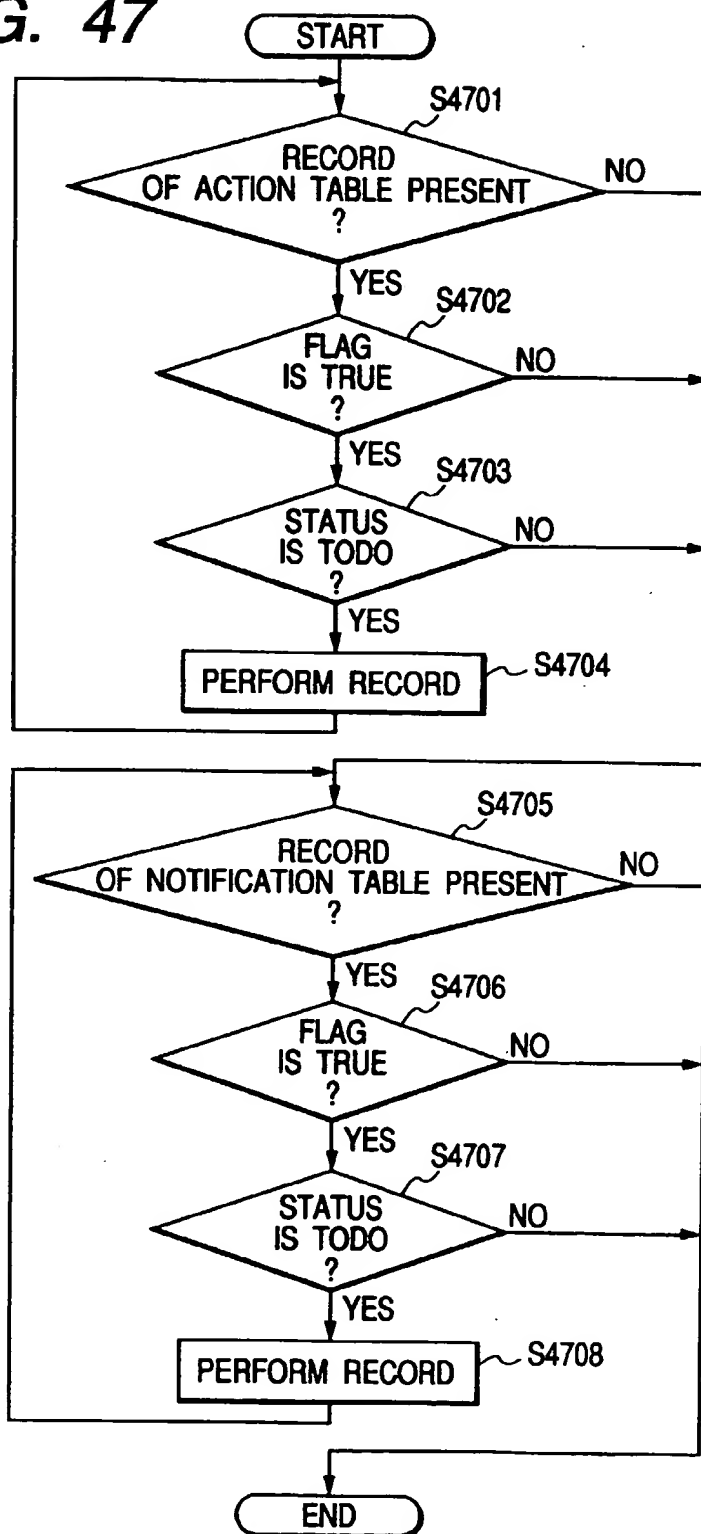 G. 47
START
S4701
RECORD
OF ACTION TABLE PRESENT
?
NO
YES
S4702
FLAG
IS TRUE
?
NO
YES
S4703
STATUS
IS TODO
?
NO
YES
PERFORM RECORD
S4704
S4705
RECORD
OF NOTIFICATION TABLE PRESENT
?
NO
YES
S4706
FLAG
IS TRUE
?
NO
YES
S4707
STATUS
IS TODO
?
NO
YES
PERFORM RECORD
S4708
END